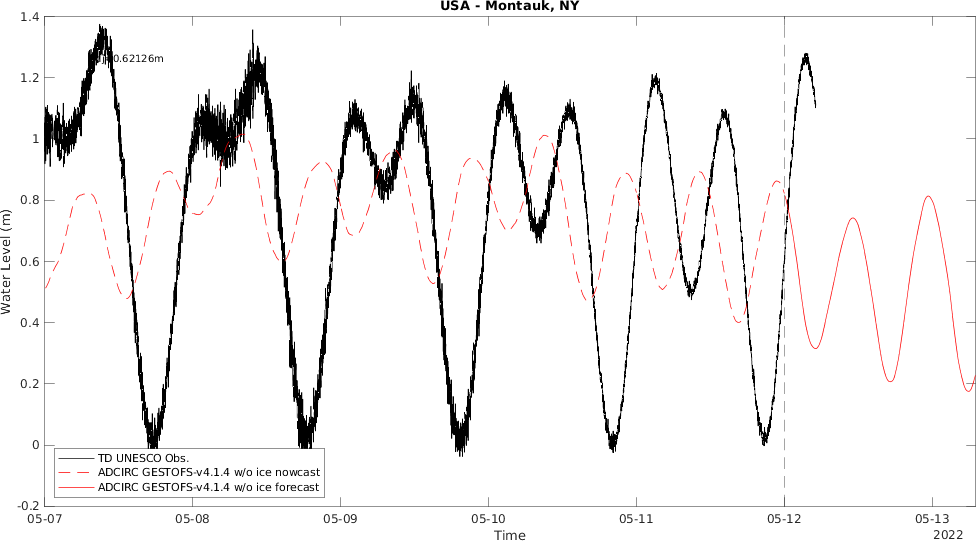 USA - Montauk, NY
0.62126m
Water Level (m)
1.4
1.2
1
0.8
0.6
0.4
0.2
0
-0.2
TD UNESCO Obs.
ADCIRC GESTOFS-v4.1.4 w/o ice nowcast
ADCIRC GESTOFS-v4.1.4 w/o ice forecast
05-07 05-08 05-09 05-10 05-11 05-12 05-13
Time
2022